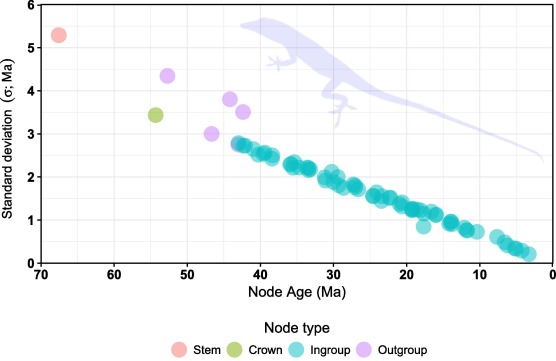 Standard deviation (σ; Ma)
6
5
4
3
2
1
0
70 60 50 40 30 20 10 0
Node Age (Ma)
Node type
Stem Crown Ingroup Outgroup